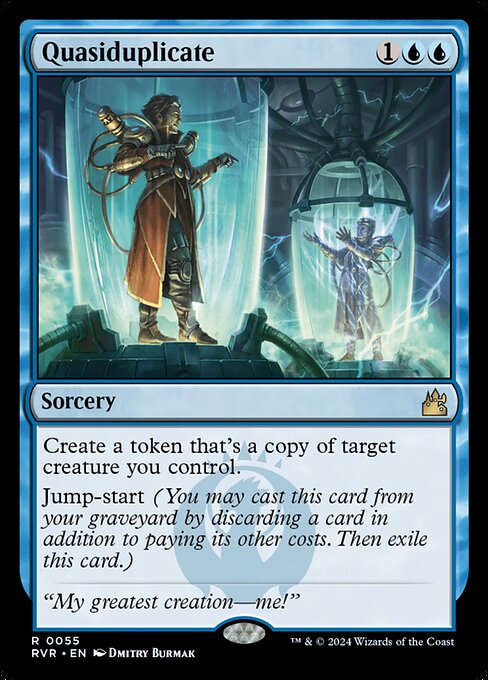 Quasiduplicate 1
Sorcery
Create a token that's a copy of target
creature you control.
Jump-start (You may cast this card from
your graveyard by discarding a card in
addition to paying its other costs. Then exile
this card.)
"My greatest creation—me!"
R 0055
RVR • EN Dmitry Burmak
™ & © 2024 Wizards of the Coast